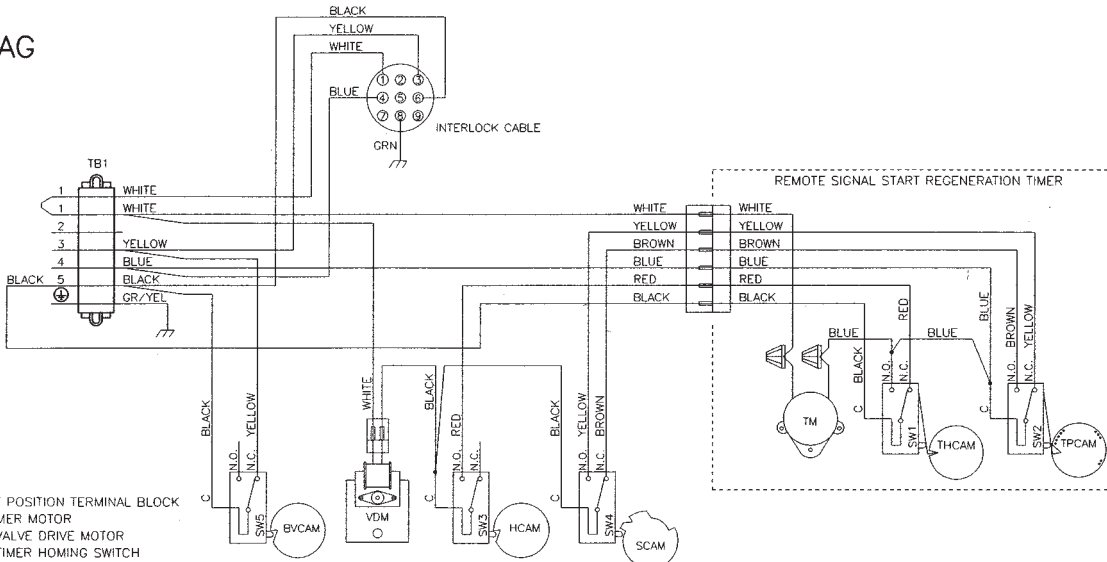 AG
BLACK
YELLOW
WHITE
BLUE
1 2 3
4 5 6
7 8 9
INTERLOCK CABLE
GRN
TB1
1 WHITE
1 WHITE
2
3 YELLOW
4 BLUE
BLACK 5 BLACK
GR/YEL
REMOTE SIGNAL START REGENERATION TIMER
WHITE WHITE
YELLOW YELLOW
BROWN BROWN
BLUE BLUE
RED RED
BLACK BLACK
BLUE
BLACK
RED
BLUE
BLUE
BROWN
YELLOW
N.O.
N.C.
C
SW1
TM
THCAM
N.O.
N.C.
C
SW2
TPCAM
BLACK
YELLOW
N.O.
N.C.
C
SW5
BVCAM
WHITE
VDM
BLACK
RED
N.O.
N.C.
C
SW3
HCAM
YELLOW
BROWN
N.O.
N.C.
C
SW4
SCAM
POSITION TERMINAL BLOCK
MER MOTOR
VALVE DRIVE MOTOR
TIMER HOMING SWITCH